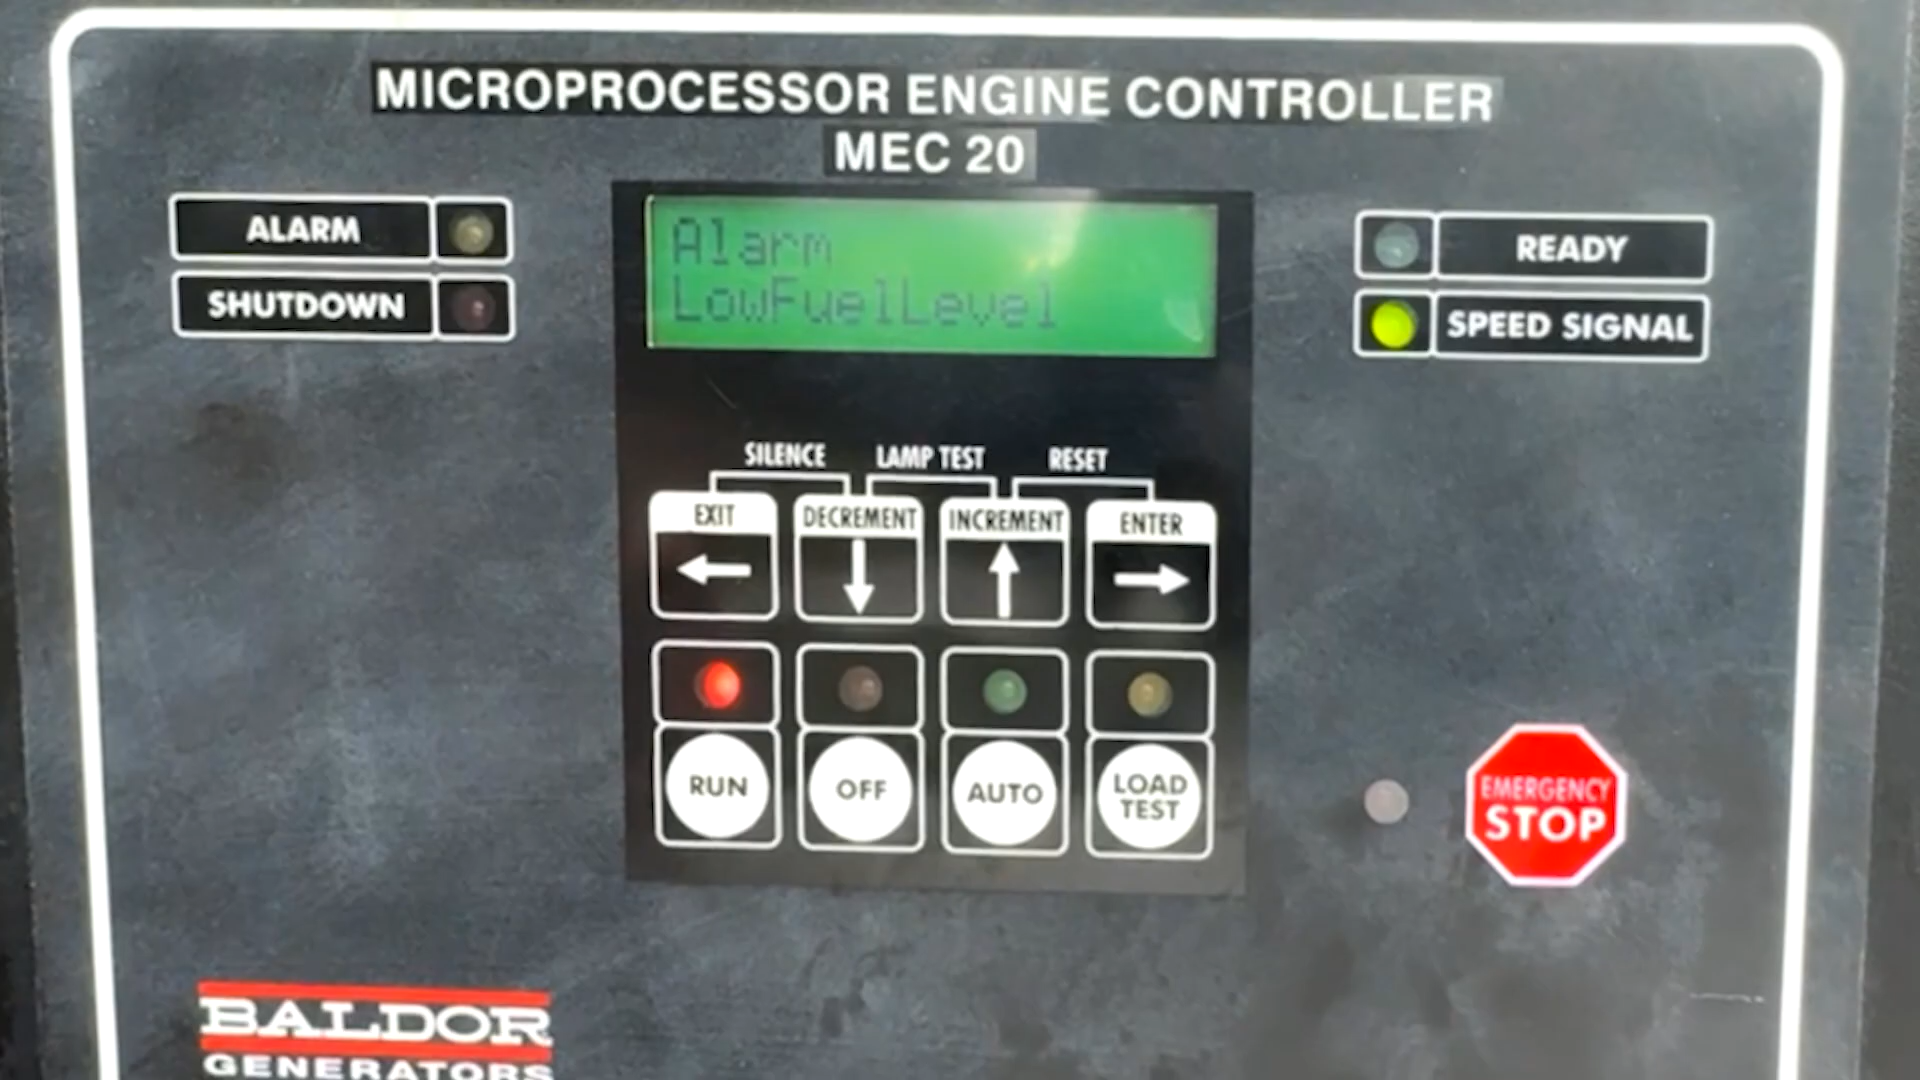 MICROPROCESSOR ENGINE CONTROLLER
MEC 20
ALARM
SHUTDOWN
Alarm
LowFuelLevel
READY
SPEED SIGNAL
SILENCE LAMP TEST RESET
EXIT DECREMENT INCREMENT ENTER
RUN OFF AUTO LOAD TEST
EMERGENCY
STOP
BALDOR
GENERATORS